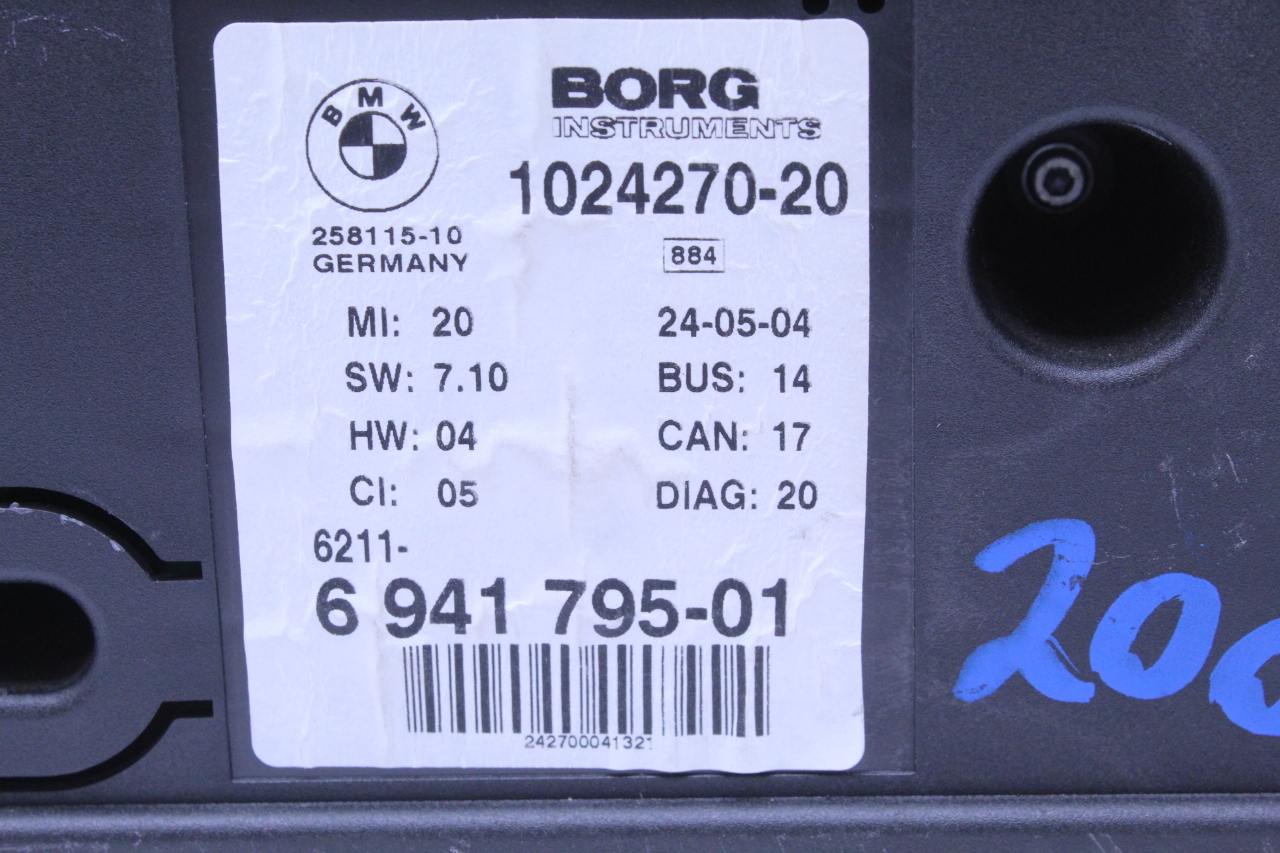 BMW
BORG
INSTRUMENTS
1024270-20
258115-10
GERMANY
884
MI: 20
24-05-04
SW: 7.10
BUS: 14
HW: 04
CAN: 17
CI: 05
DIAG: 20
6211-
6 941 795-01
242700041321